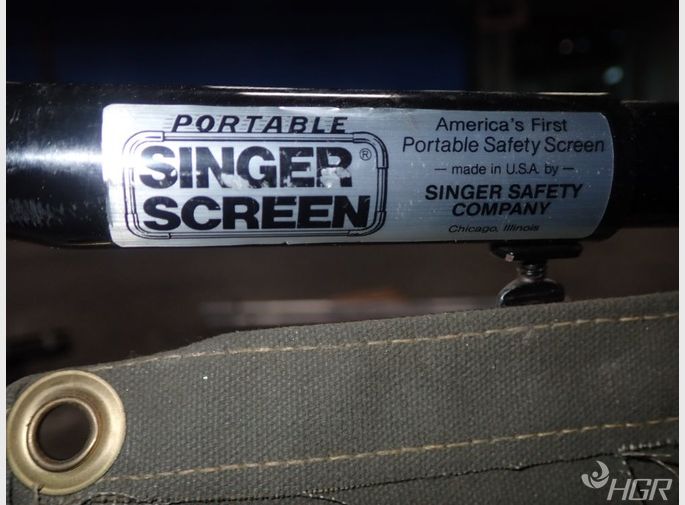 PORTABLE
SINGER®
SCREEN
America's First
Portable Safety Screen
— made in U.S.A. by —
SINGER SAFETY
COMPANY
Chicago, Illinois
HGR